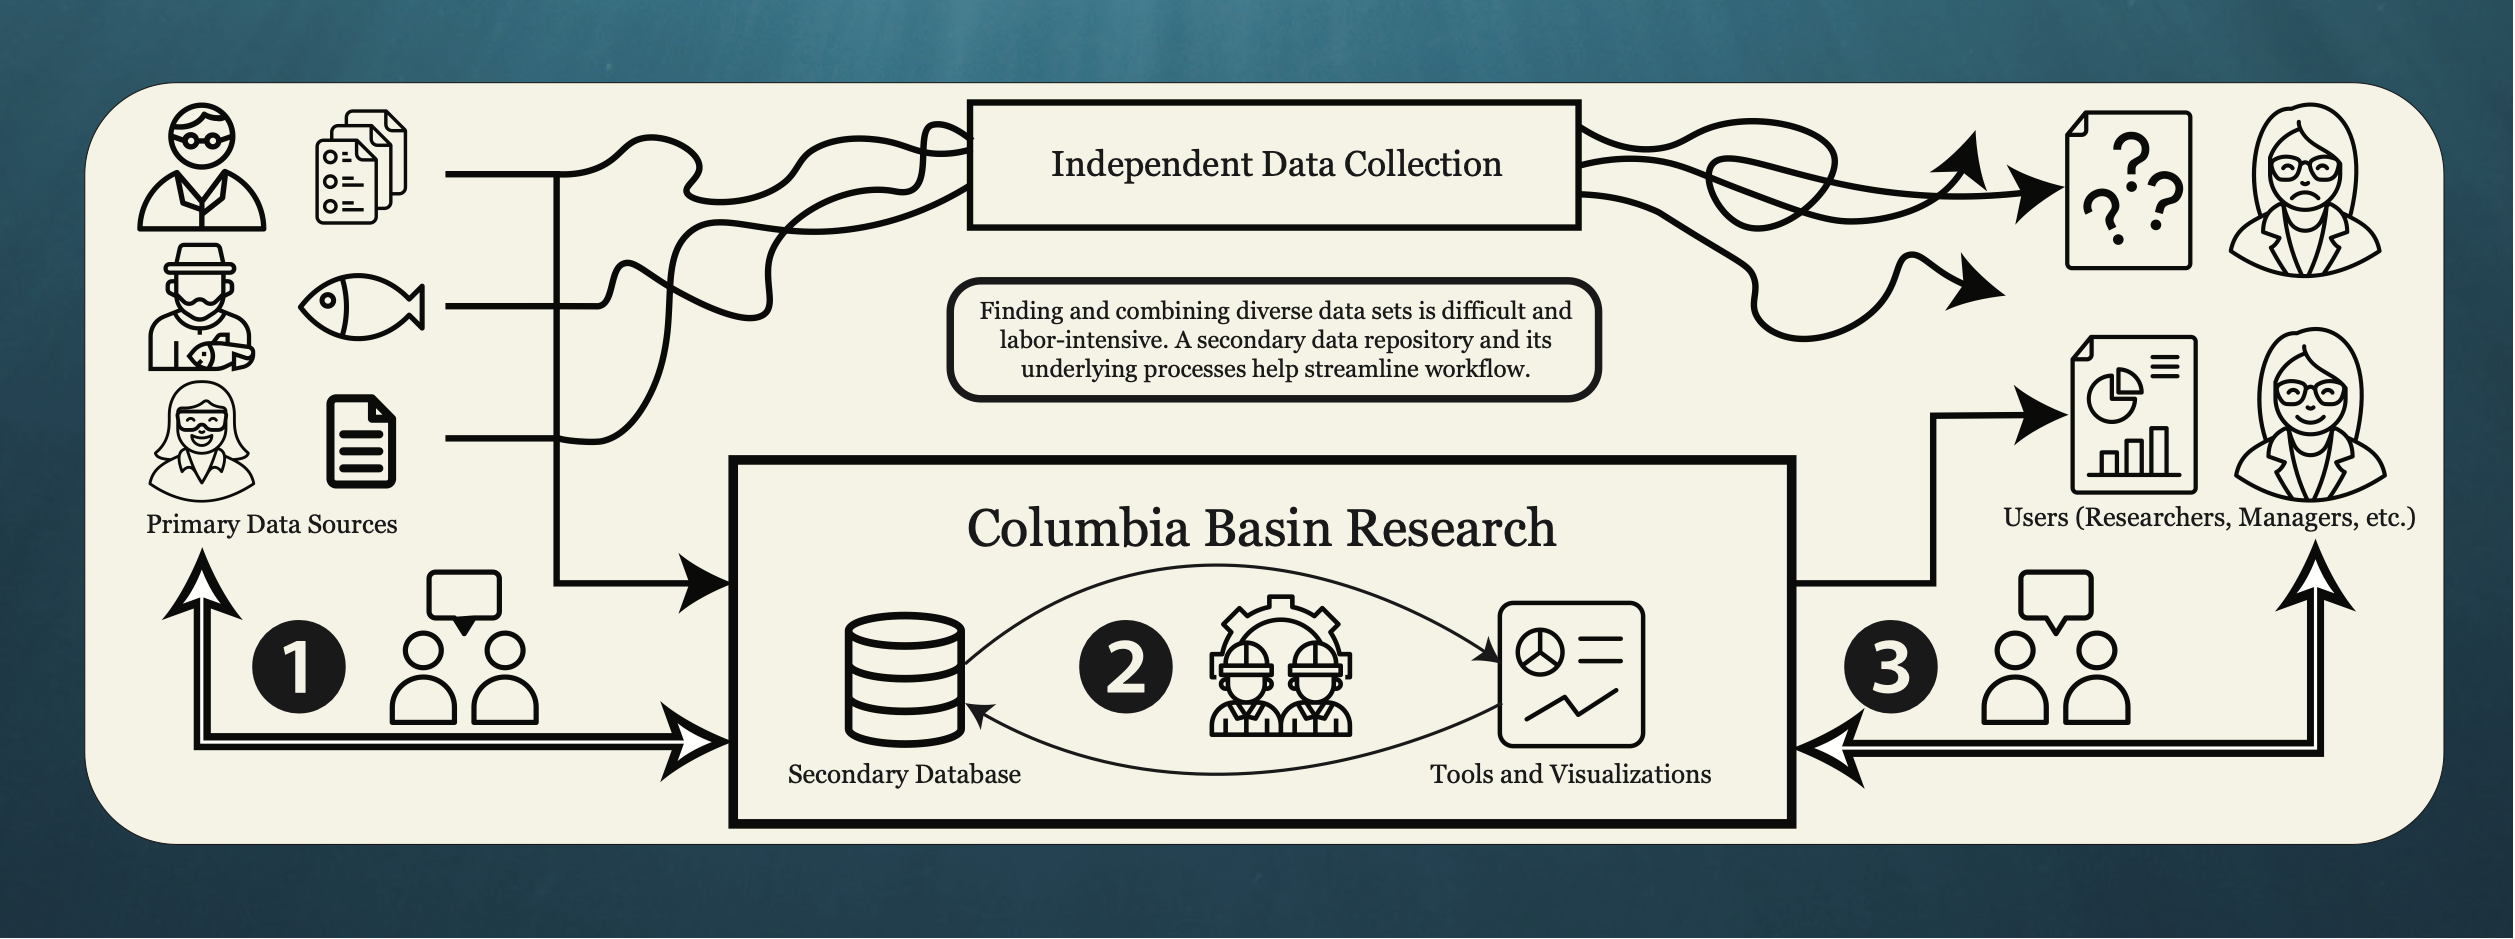 Independent Data Collection
? ? ?
Finding and combining diverse data sets is difficult and
labor-intensive. A secondary data repository and its
underlying processes help streamline workflow.
Primary Data Sources
Users (Researchers, Managers, etc.)
Columbia Basin Research
1
2
3
Secondary Database
Tools and Visualizations